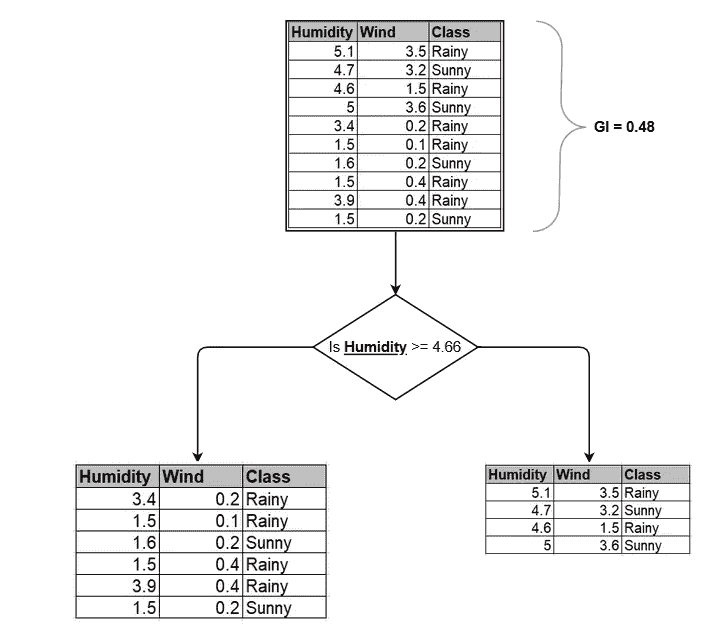 Humidity Wind Class
5.1 3.5 Rainy
4.7 3.2 Sunny
4.6 1.5 Rainy
5 3.6 Sunny
3.4 0.2 Rainy
1.5 0.1 Rainy
1.6 0.2 Sunny
1.5 0.4 Rainy
3.9 0.4 Rainy
1.5 0.2 Sunny
GI = 0.48
Is Humidity >= 4.66
Humidity Wind Class
3.4 0.2 Rainy
1.5 0.1 Rainy
1.6 0.2 Sunny
1.5 0.4 Rainy
3.9 0.4 Rainy
1.5 0.2 Sunny
Humidity Wind Class
5.1 3.5 Rainy
4.7 3.2 Sunny
4.6 1.5 Rainy
5 3.6 Sunny